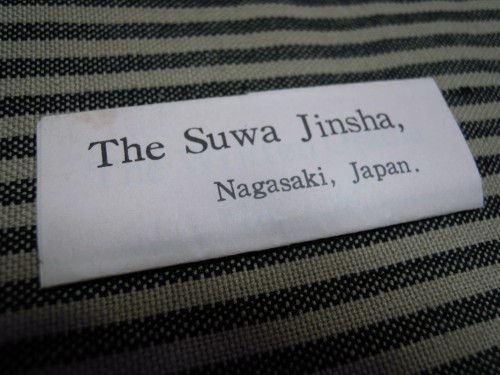 The Suwa Jinsha,
Nagasaki, Japan.